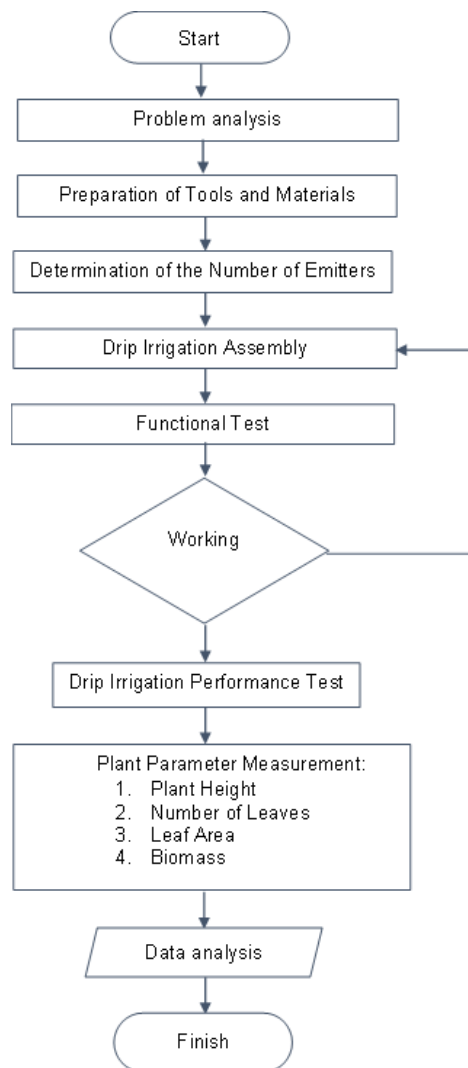 Start
Problem analysis
Preparation of Tools and Materials
Determination of the Number of Emitters
Drip Irrigation Assembly
Functional Test
Working
Drip Irrigation Performance Test
Plant Parameter Measurement:
1. Plant Height
2. Number of Leaves
3. Leaf Area
4. Biomass
Data analysis
Finish